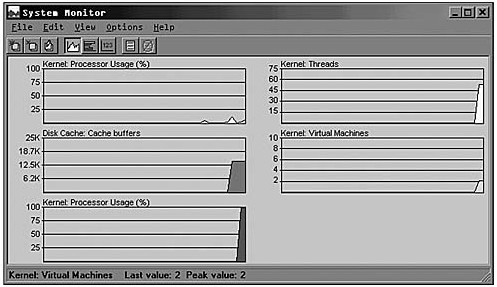 System Monitor
File Edit View Options Help
Kernel: Processor Usage (%)
100
75
50
25
Kernel: Threads
75
60
45
30
15
Disk Cache: Cache buffers
25K
18.7K
12.5K
6.2K
Kernel: Virtual Machines
10
8
6
4
2
Kernel: Processor Usage (%)
100
75
50
25
Kernel: Virtual Machines Last value: 2 Peak value: 2